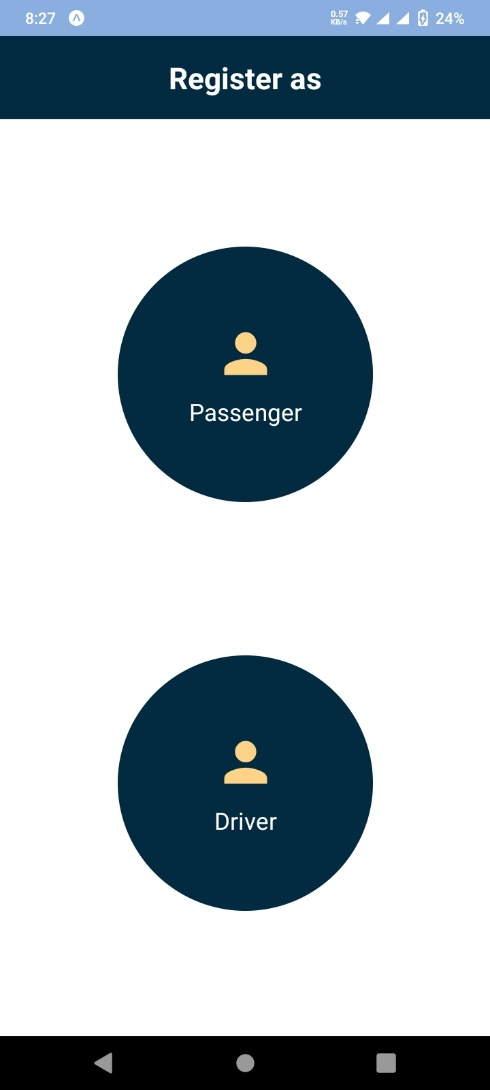 8:27
0.57
KB/s
24%
Register as
Passenger
Driver